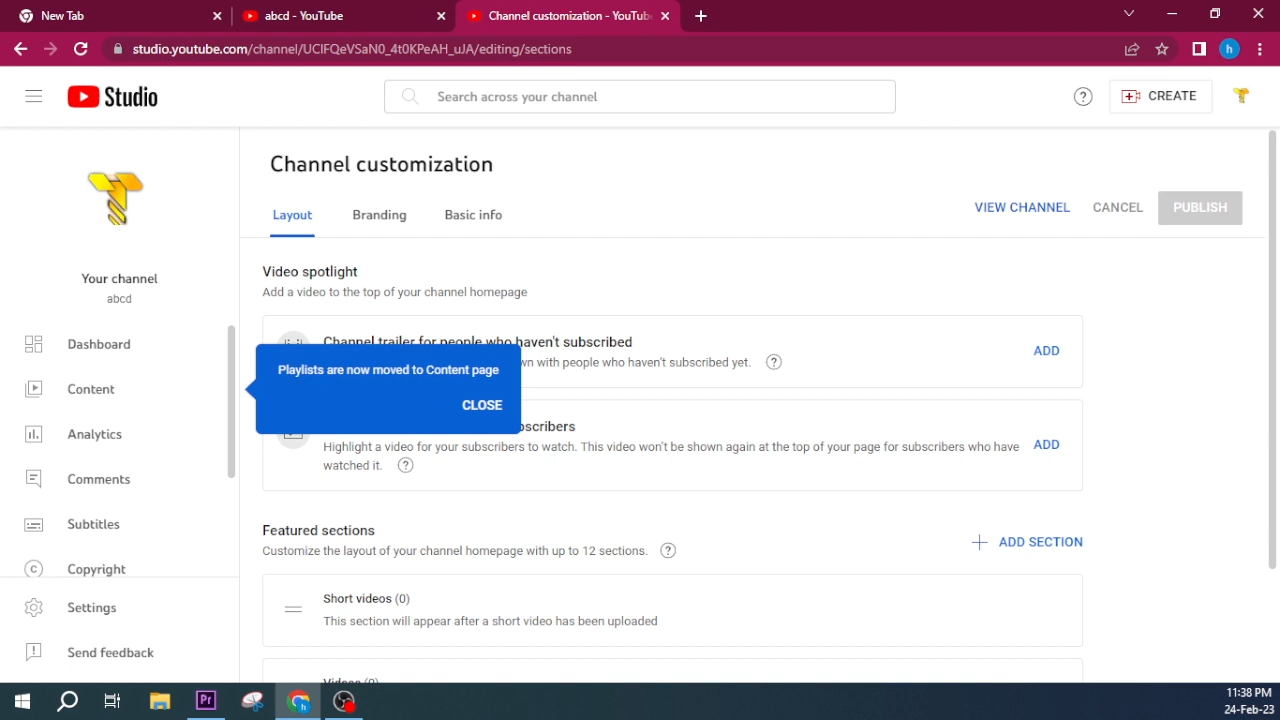 New Tab
abcd - YouTube
Channel customization - YouTube
studio.youtube.com/channel/UCIFQeVSaN0_4t0KPeAH_uJA/editing/sections
h
Studio
Search across your channel
CREATE
Channel customization
Layout
Branding
Basic info
VIEW CHANNEL
CANCEL
PUBLISH
Your channel
abcd
Dashboard
Content
Analytics
Comments
Subtitles
Copyright
Settings
Send feedback
Video spotlight
Add a video to the top of your channel homepage
Channel trailer for people who haven't subscribed
with people who haven't subscribed yet.
ADD
Playlists are now moved to Content page
CLOSE
Highlight a video for your subscribers to watch. This video won't be shown again at the top of your page for subscribers who have
watched it.
ADD
Featured sections
Customize the layout of your channel homepage with up to 12 sections.
ADD SECTION
Short videos (0)
This section will appear after a short video has been uploaded
Videos (0)
Pr
h
11:38 PM
24-Feb-23